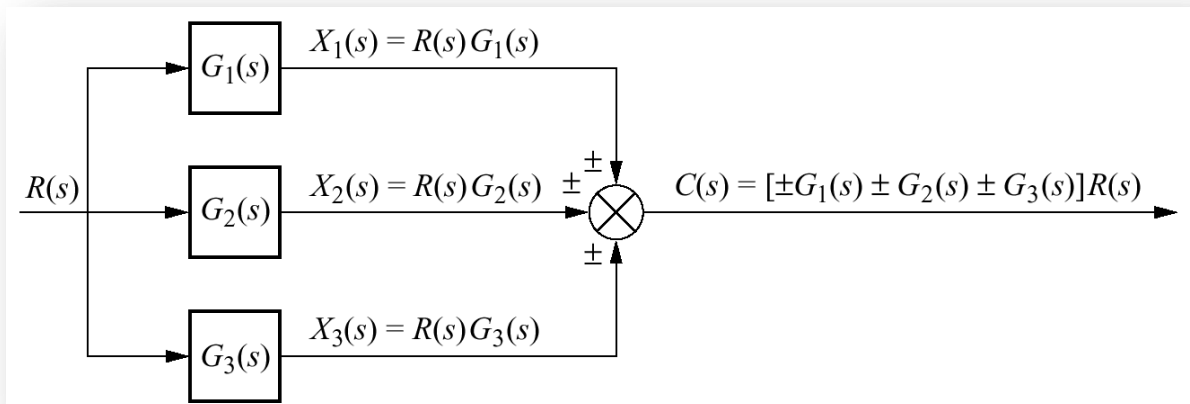 X₁(s) = R(s)G₁(s)
G₁(s)
±
R(s)
X₂(s) = R(s)G₂(s)
±
C(s) = [±G₁(s) ± G₂(s) ± G₃(s)]R(s)
G₂(s)
±
X₃(s) = R(s)G₃(s)
G₃(s)